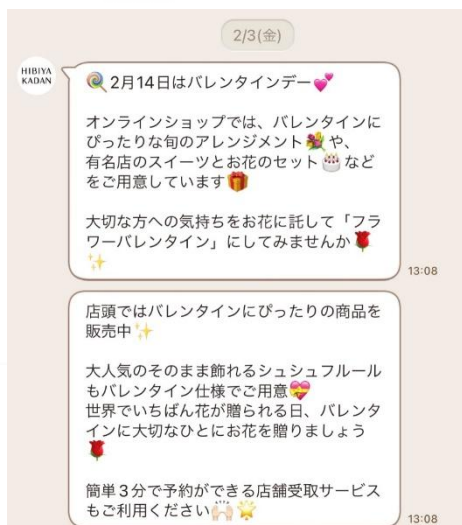 2/3(金)
HIBIYA
KADAN
🍭2月14日はバレンタインデー💕
オンラインショップでは、バレンタインに
ぴったりな旬のアレンジメント💐や、
有名店のスイーツとお花のセット🎂など
をご用意しています🎁
大切な方への気持ちをお花に託して「フラ
ワーバレンタイン」にしてみませんか🌹
✨
13:08
店頭ではバレンタインにぴったりの商品を
販売中✨
大人気のそのまま飾れるシュシュフルール
もバレンタイン仕様でご用意💝
世界でいちばん花が贈られる日、バレンタ
インに大切なひとにお花を贈りましょう
🌹
簡単3分で予約ができる店舗受取サービス
もご利用ください🙌🏻🌟
13:08